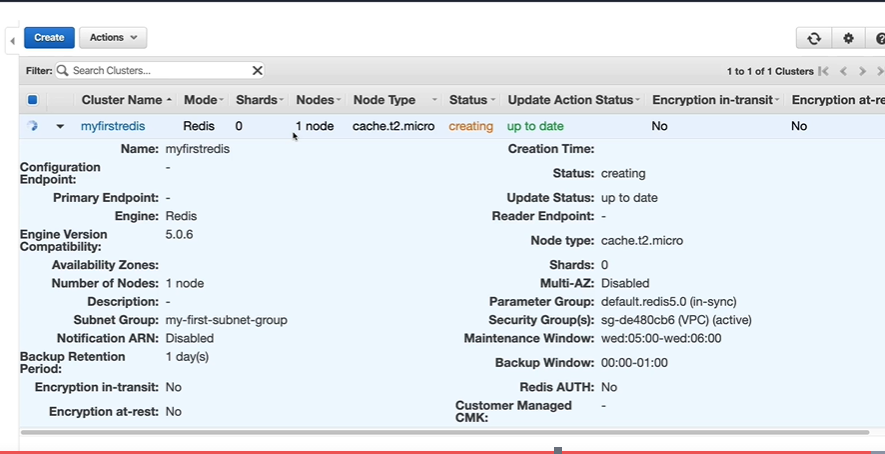 Create Actions
Filter: Search Clusters... 1 to 1 of 1 Clusters
Cluster Name Mode Shards Nodes Node Type Status Update Action Status Encryption in-transit Encryption at-re
myfirstredis Redis 0 1 node cache.t2.micro creating up to date No No
Name: myfirstredis Creation Time:
Configuration Endpoint: - Status: creating
Primary Endpoint: - Update Status: up to date
Engine: Redis Reader Endpoint: -
Engine Version Compatibility: 5.0.6 Node type: cache.t2.micro
Availability Zones: Shards: 0
Number of Nodes: 1 node Multi-AZ: Disabled
Description: - Parameter Group: default.redis5.0 (in-sync)
Subnet Group: my-first-subnet-group Security Group(s): sg-de480cb6 (VPC) (active)
Notification ARN: Disabled Maintenance Window: wed:05:00-wed:06:00
Backup Retention Period: 1 day(s) Backup Window: 00:00-01:00
Encryption in-transit: No Redis AUTH: No
Encryption at-rest: No Customer Managed CMK: -